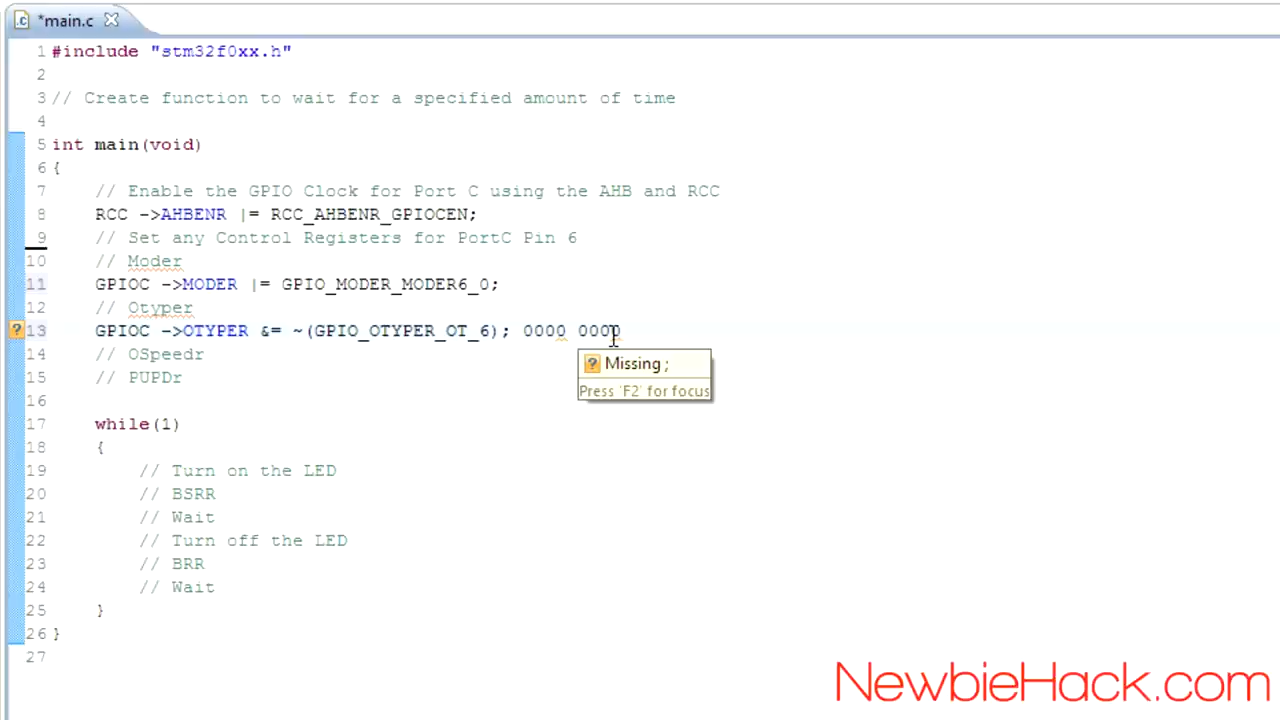 *main.c
1 #include "stm32f0xx.h"
2
3 // Create function to wait for a specified amount of time
4
5 int main(void)
6 {
7 // Enable the GPIO Clock for Port C using the AHB and RCC
8 RCC ->AHBENR |= RCC_AHBENR_GPIOCEN;
9 // Set any Control Registers for PortC Pin 6
10 // Moder
11 GPIOC ->MODER |= GPIO_MODER_MODER6_0;
12 // Otyper
13 GPIOC ->OTYPER &= ~(GPIO_OTYPER_OT_6); 0000 0000
Missing ;
Press 'F2' for focus
14 // OSpeedr
15 // PUPDr
16
17 while(1)
18 {
19 // Turn on the LED
20 // BSRR
21 // Wait
22 // Turn off the LED
23 // BRR
24 // Wait
25 }
26 }
27
NewbieHack.com